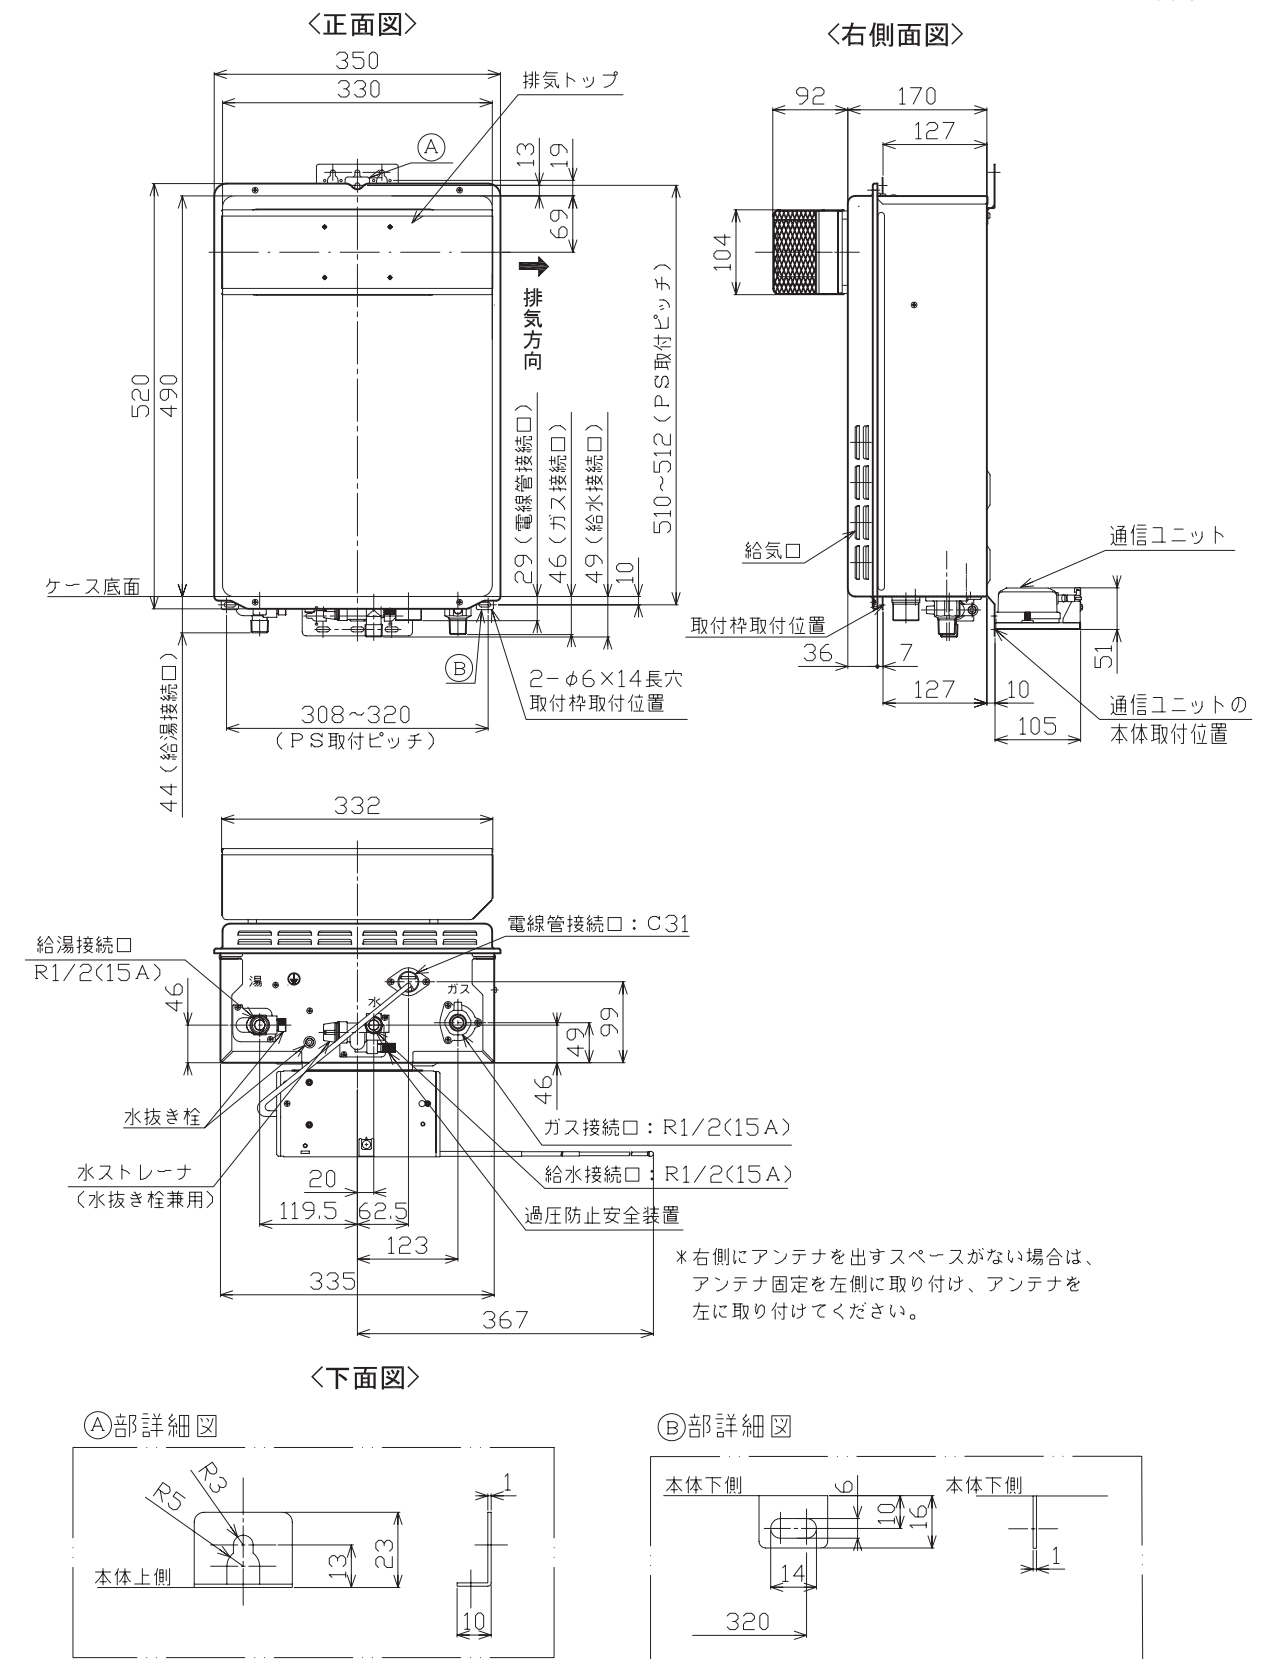 〈正面図〉
350
330
排気トップ
Ⓐ
13
19
69
排気方向
520
490
510～512（PS取付ピッチ）
29（電線管接続口）
46（ガス接続口）
49（給水接続口）
10
ケース底面
44（給湯接続口）
Ⓑ
2-φ6×14長穴
取付枠取付位置
308～320
（PS取付ピッチ）
〈右側面図〉
92
170
127
104
給気口
通信ユニット
取付枠取付位置
36
7
127
10
51
105
通信ユニットの
本体取付位置
332
電線管接続口：C31
給湯接続口
R1/2(15A)
湯
水
ガス
46
99
49
46
水抜き栓
ガス接続口：R1/2(15A)
水ストレーナ
（水抜き栓兼用）
給水接続口：R1/2(15A)
過圧防止安全装置
20
119.5
62.5
123
335
367
＊右側にアンテナを出すスペースがない場合は、
アンテナ固定を左側に取り付け、アンテナを
左に取り付けてください。
〈下面図〉
Ⓐ部詳細図
R3
R5
本体上側
13
23
1
10
Ⓑ部詳細図
本体下側
6
10
16
14
320
本体下側
1